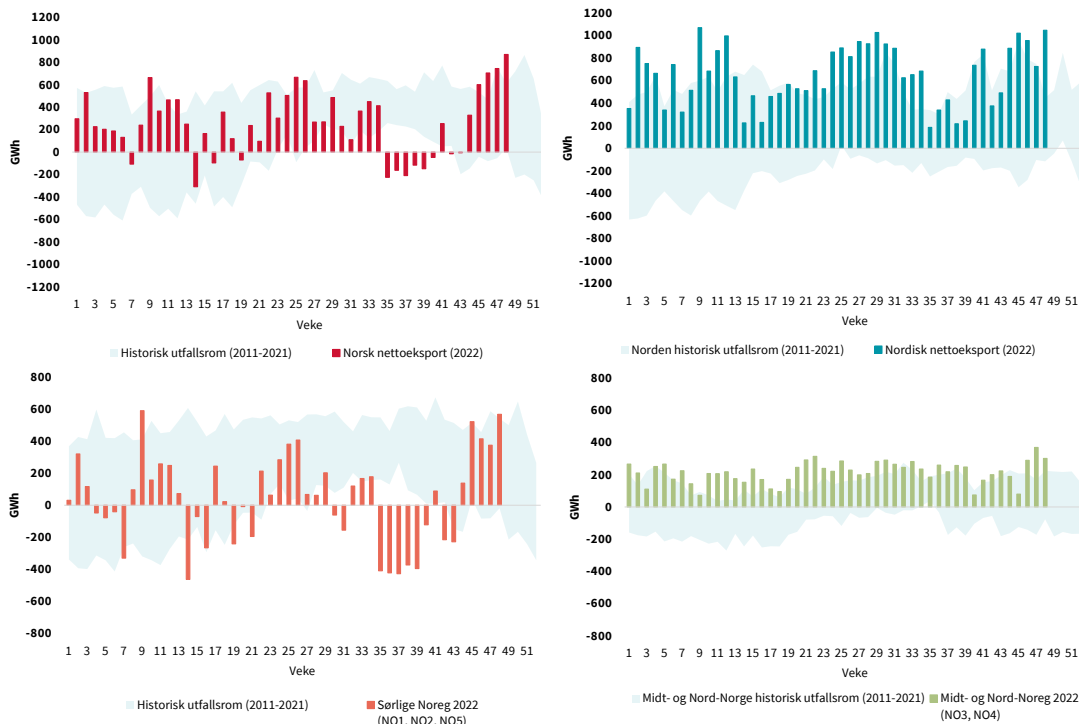 1200
1000
800
600
400
200
0
-200
-400
-600
-800
-1000
-1200
GWh
1 3 5 7 9 11 13 15 17 19 21 23 25 27 29 31 33 35 37 39 41 43 45 47 49 51
Veke
Historisk utfallsrom (2011-2021) Norsk nettoeksport (2022)
1200
1000
800
600
400
200
0
-200
-400
-600
-800
-1000
-1200
GWh
1 3 5 7 9 11 13 15 17 19 21 23 25 27 29 31 33 35 37 39 41 43 45 47 49 51
Veke
Norden historisk utfallsrom (2011-2021) Nordisk nettoeksport (2022)
800
600
400
200
0
-200
-400
-600
-800
GWh
1 3 5 7 9 11 13 15 17 19 21 23 25 27 29 31 33 35 37 39 41 43 45 47 49 51
Veke
Historisk utfallsrom (2011-2021) Sørlige Noreg 2022
(NO1, NO2, NO5)
800
600
400
200
0
-200
-400
-600
-800
GWh
1 3 5 7 9 11 13 15 17 19 21 23 25 27 29 31 33 35 37 39 41 43 45 47 49 51
Veke
Midt- og Nord-Norge historisk utfallsrom (2011-2021) Midt- og Nord-Noreg 2022
(NO3, NO4)